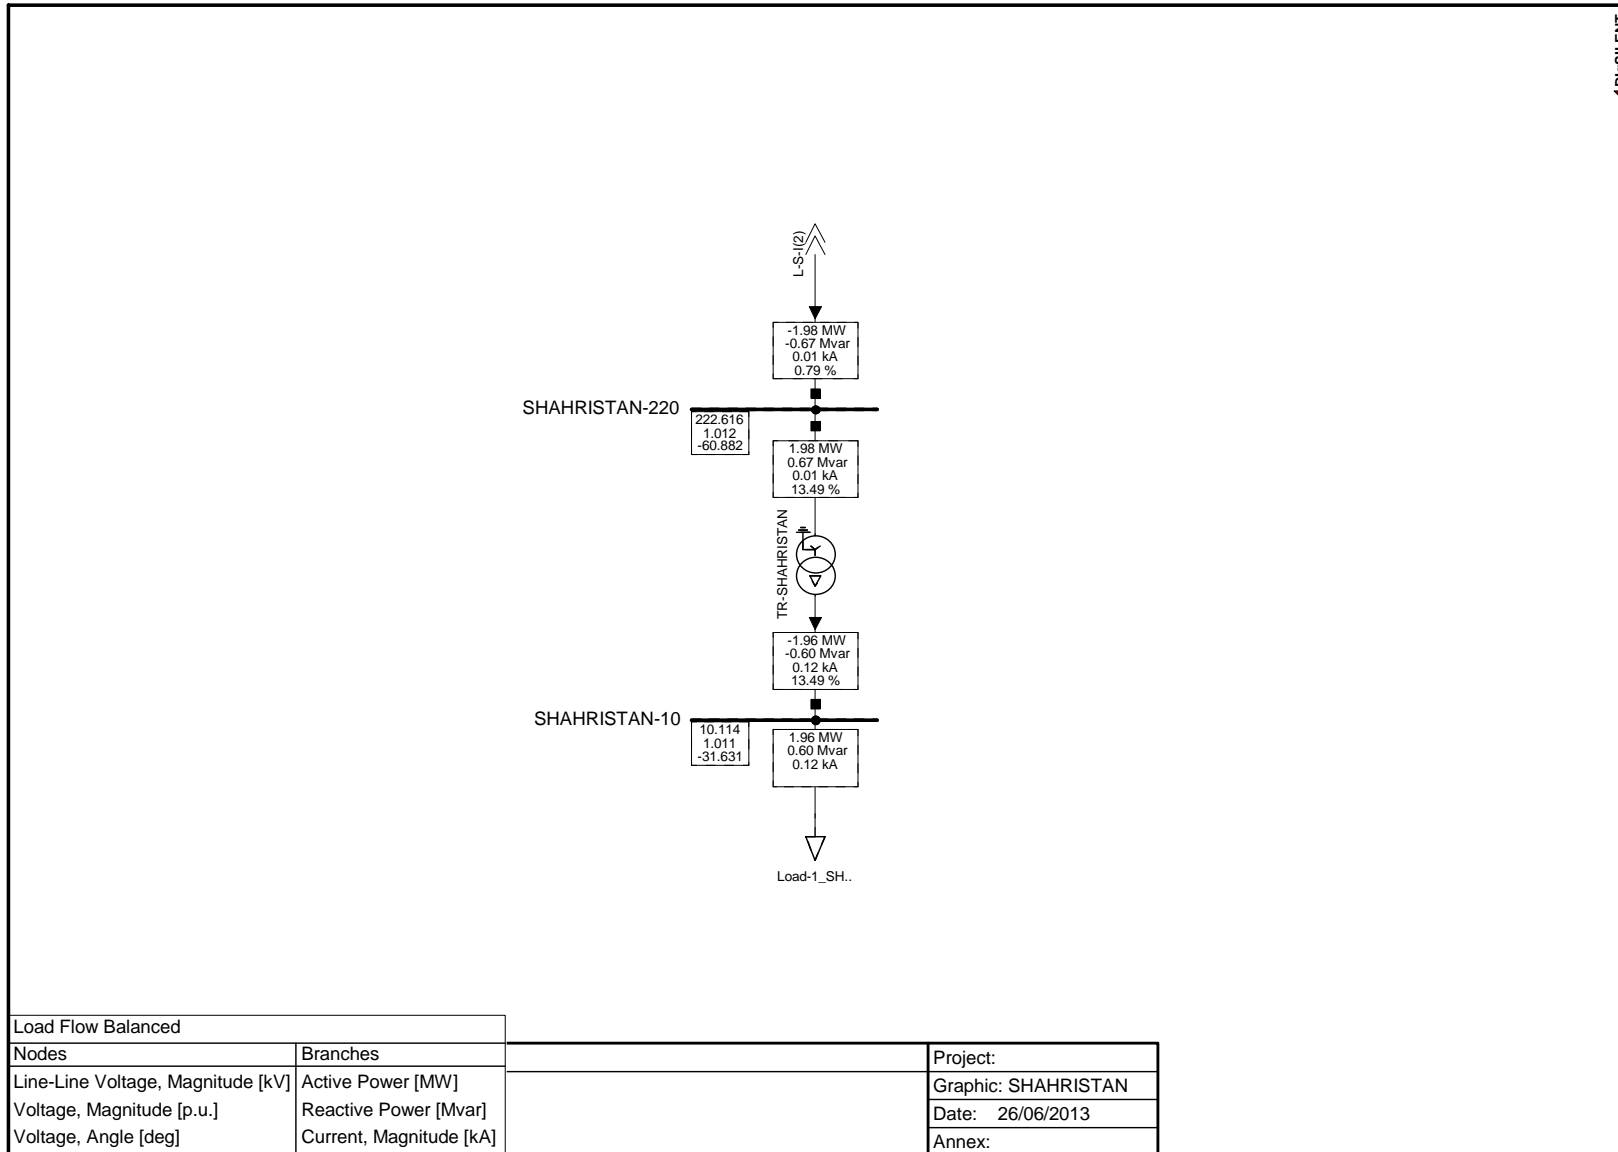 DIgSILENT
L-S-I(2)
-1.98 MW
-0.67 Mvar
0.01 kA
0.79 %
SHAHRISTAN-220
222.616
1.012
-60.882
1.98 MW
0.67 Mvar
0.01 kA
13.49 %
TR-SHAHRISTAN
-1.96 MW
-0.60 Mvar
0.12 kA
13.49 %
SHAHRISTAN-10
10.114
1.011
-31.631
1.96 MW
0.60 Mvar
0.12 kA
Load-1_SH..
Load Flow Balanced
Nodes
Branches
Line-Line Voltage, Magnitude [kV]
Active Power [MW]
Voltage, Magnitude [p.u.]
Reactive Power [Mvar]
Voltage, Angle [deg]
Current, Magnitude [kA]
Project:
Graphic: SHAHRISTAN
Date: 26/06/2013
Annex: